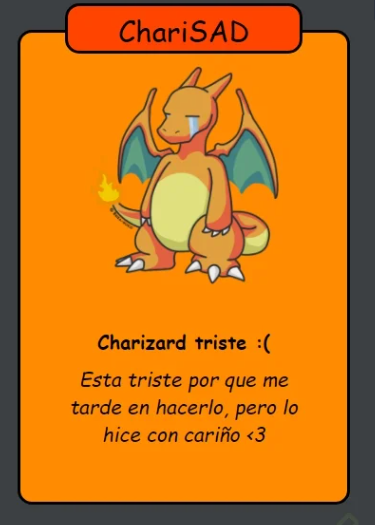 ChariSAD
Charizard triste :(
Esta triste por que me
tarde en hacerlo, pero lo
hice con cariño <3